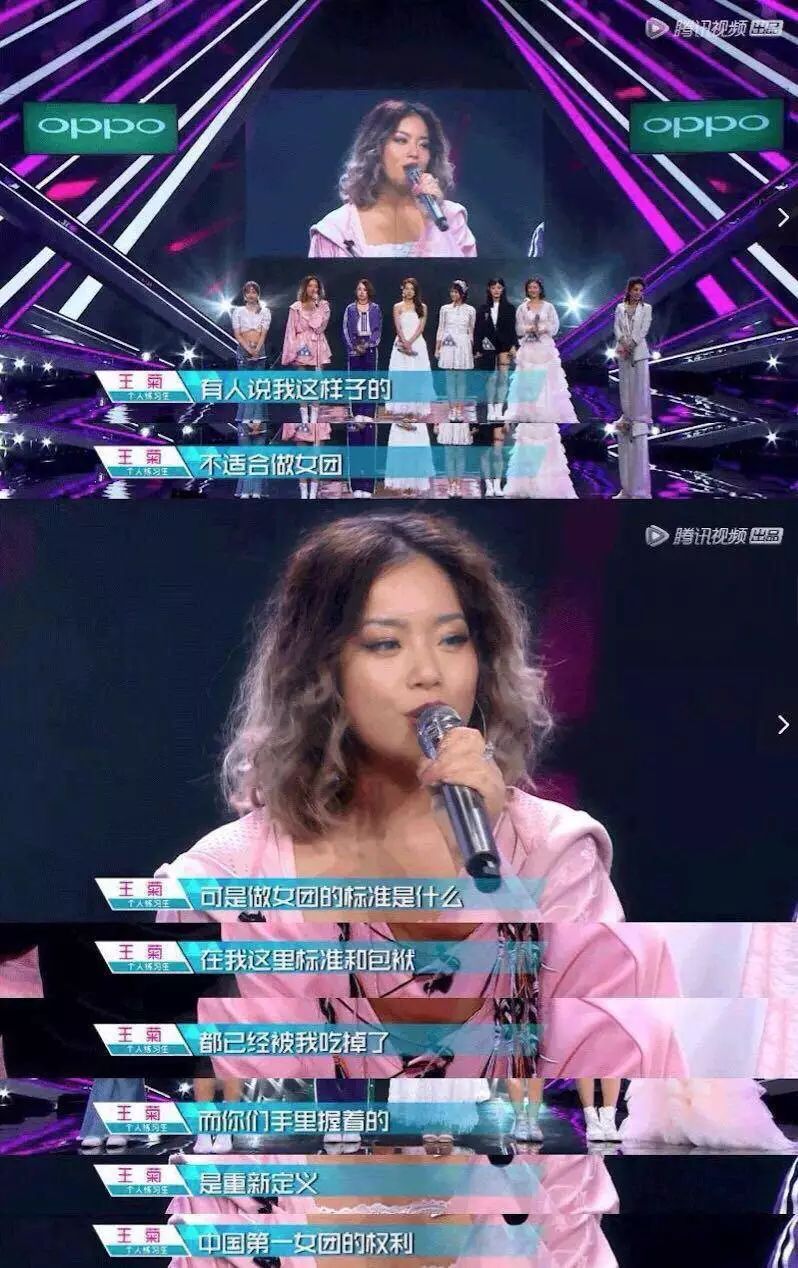 腾讯视频 出品
oppo
oppo
王菊
个人练习生
有人说我这样子的
王菊
个人练习生
不适合做女团
腾讯视频 出品
王菊
个人练习生
可是做女团的标准是什么
王菊
个人练习生
在我这里标准和包袱
王菊
个人练习生
都已经被我吃掉了
王菊
个人练习生
而你们手里握着的
王菊
个人练习生
是重新定义
王菊
个人练习生
中国第一女团的权利